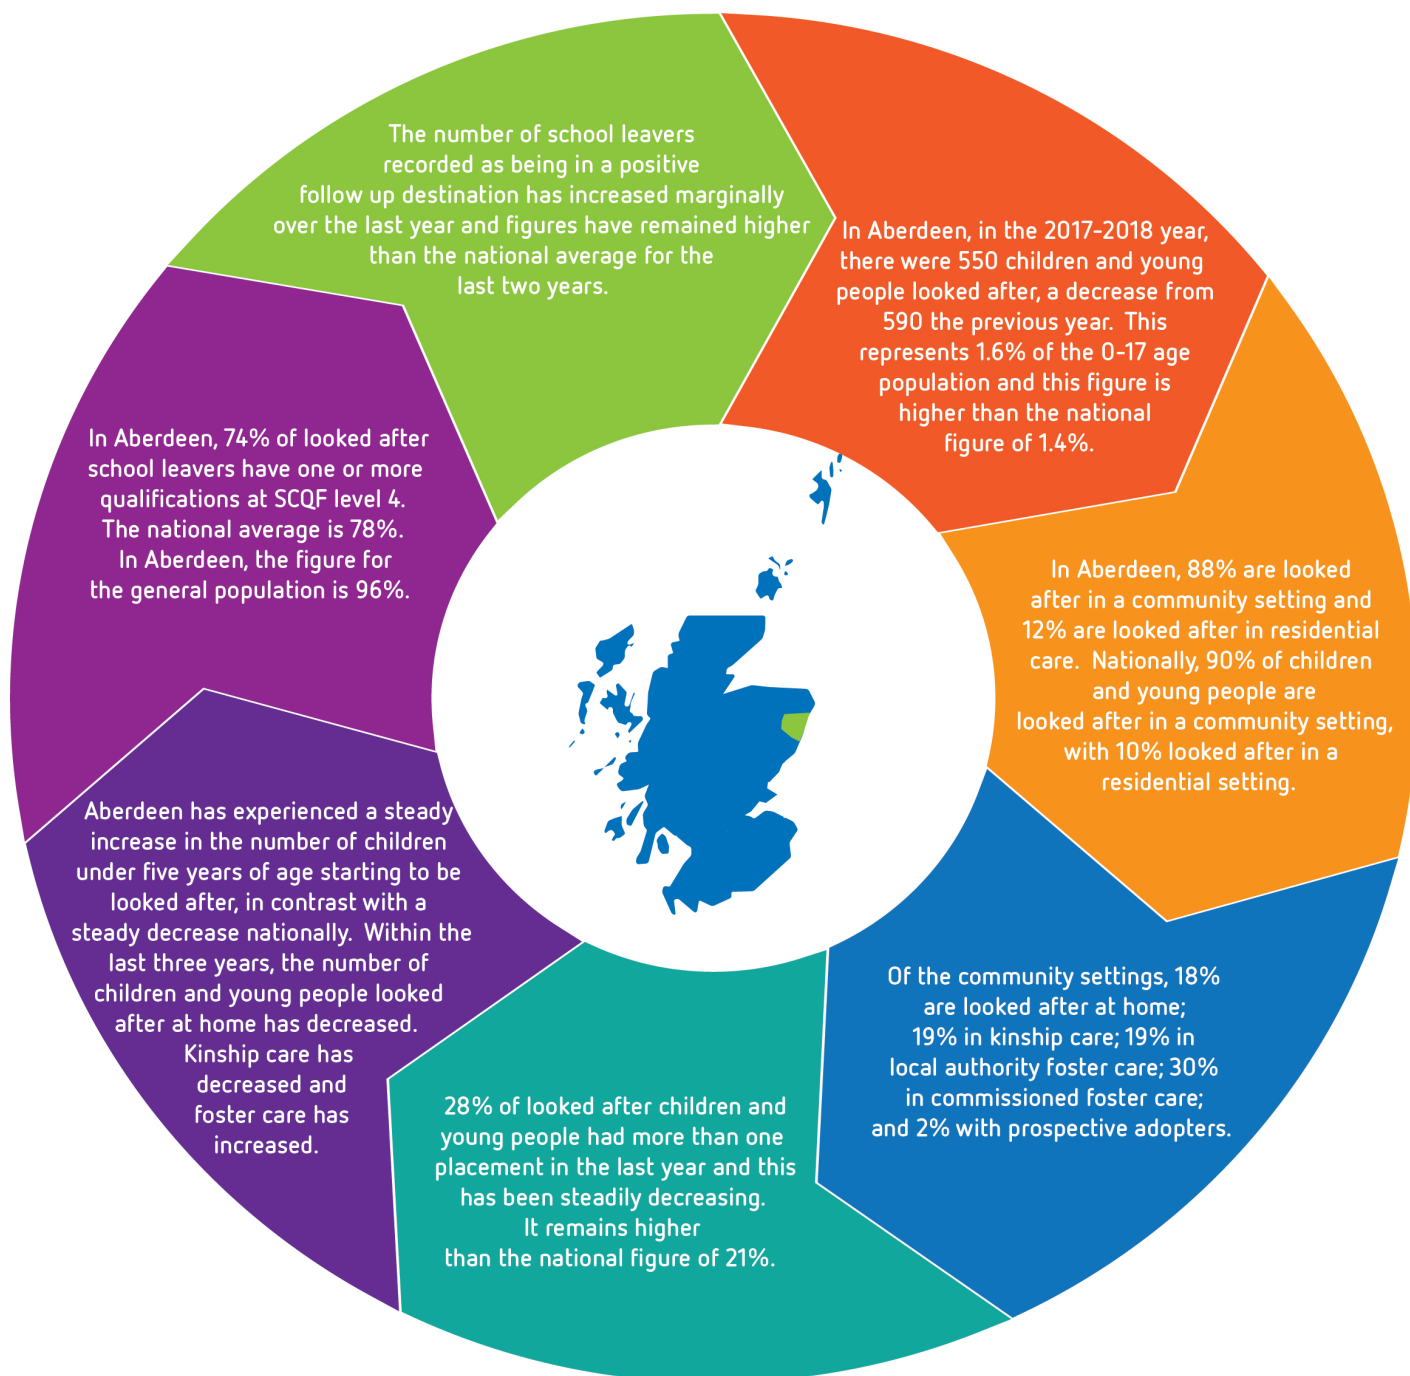 The number of school leavers
recorded as being in a positive
follow up destination has increased marginally
over the last year and figures have remained higher
than the national average for the
last two years.
In Aberdeen, in the 2017-2018 year,
there were 550 children and young
people looked after, a decrease from
590 the previous year. This
represents 1.6% of the 0-17 age
population and this figure is
higher than the national
figure of 1.4%.
In Aberdeen, 88% are looked
after in a community setting and
12% are looked after in residential
care. Nationally, 90% of children
and young people are
looked after in a community setting,
with 10% looked after in a
residential setting.
Of the community settings, 18%
are looked after at home;
19% in kinship care; 19% in
local authority foster care; 30%
in commissioned foster care;
and 2% with prospective adopters.
28% of looked after children and
young people had more than one
placement in the last year and this
has been steadily decreasing.
It remains higher
than the national figure of 21%.
Aberdeen has experienced a steady
increase in the number of children
under five years of age starting to be
looked after, in contrast with a
steady decrease nationally. Within the
last three years, the number of
children and young people looked
after at home has decreased.
Kinship care has
decreased and
foster care has
increased.
In Aberdeen, 74% of looked after
school leavers have one or more
qualifications at SCQF level 4.
The national average is 78%.
In Aberdeen, the figure for
the general population is 96%.